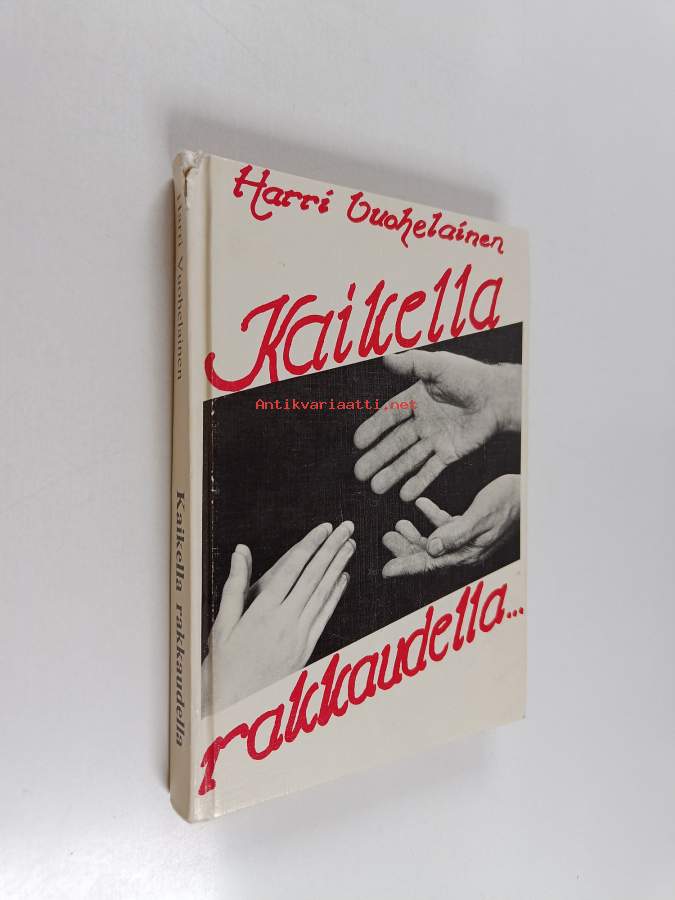 Harri Vuohelainen
Kaikella
Antikvariaatti.net
rakkaudella...
Harri Vuohelainen
Kaikella rakkaudella